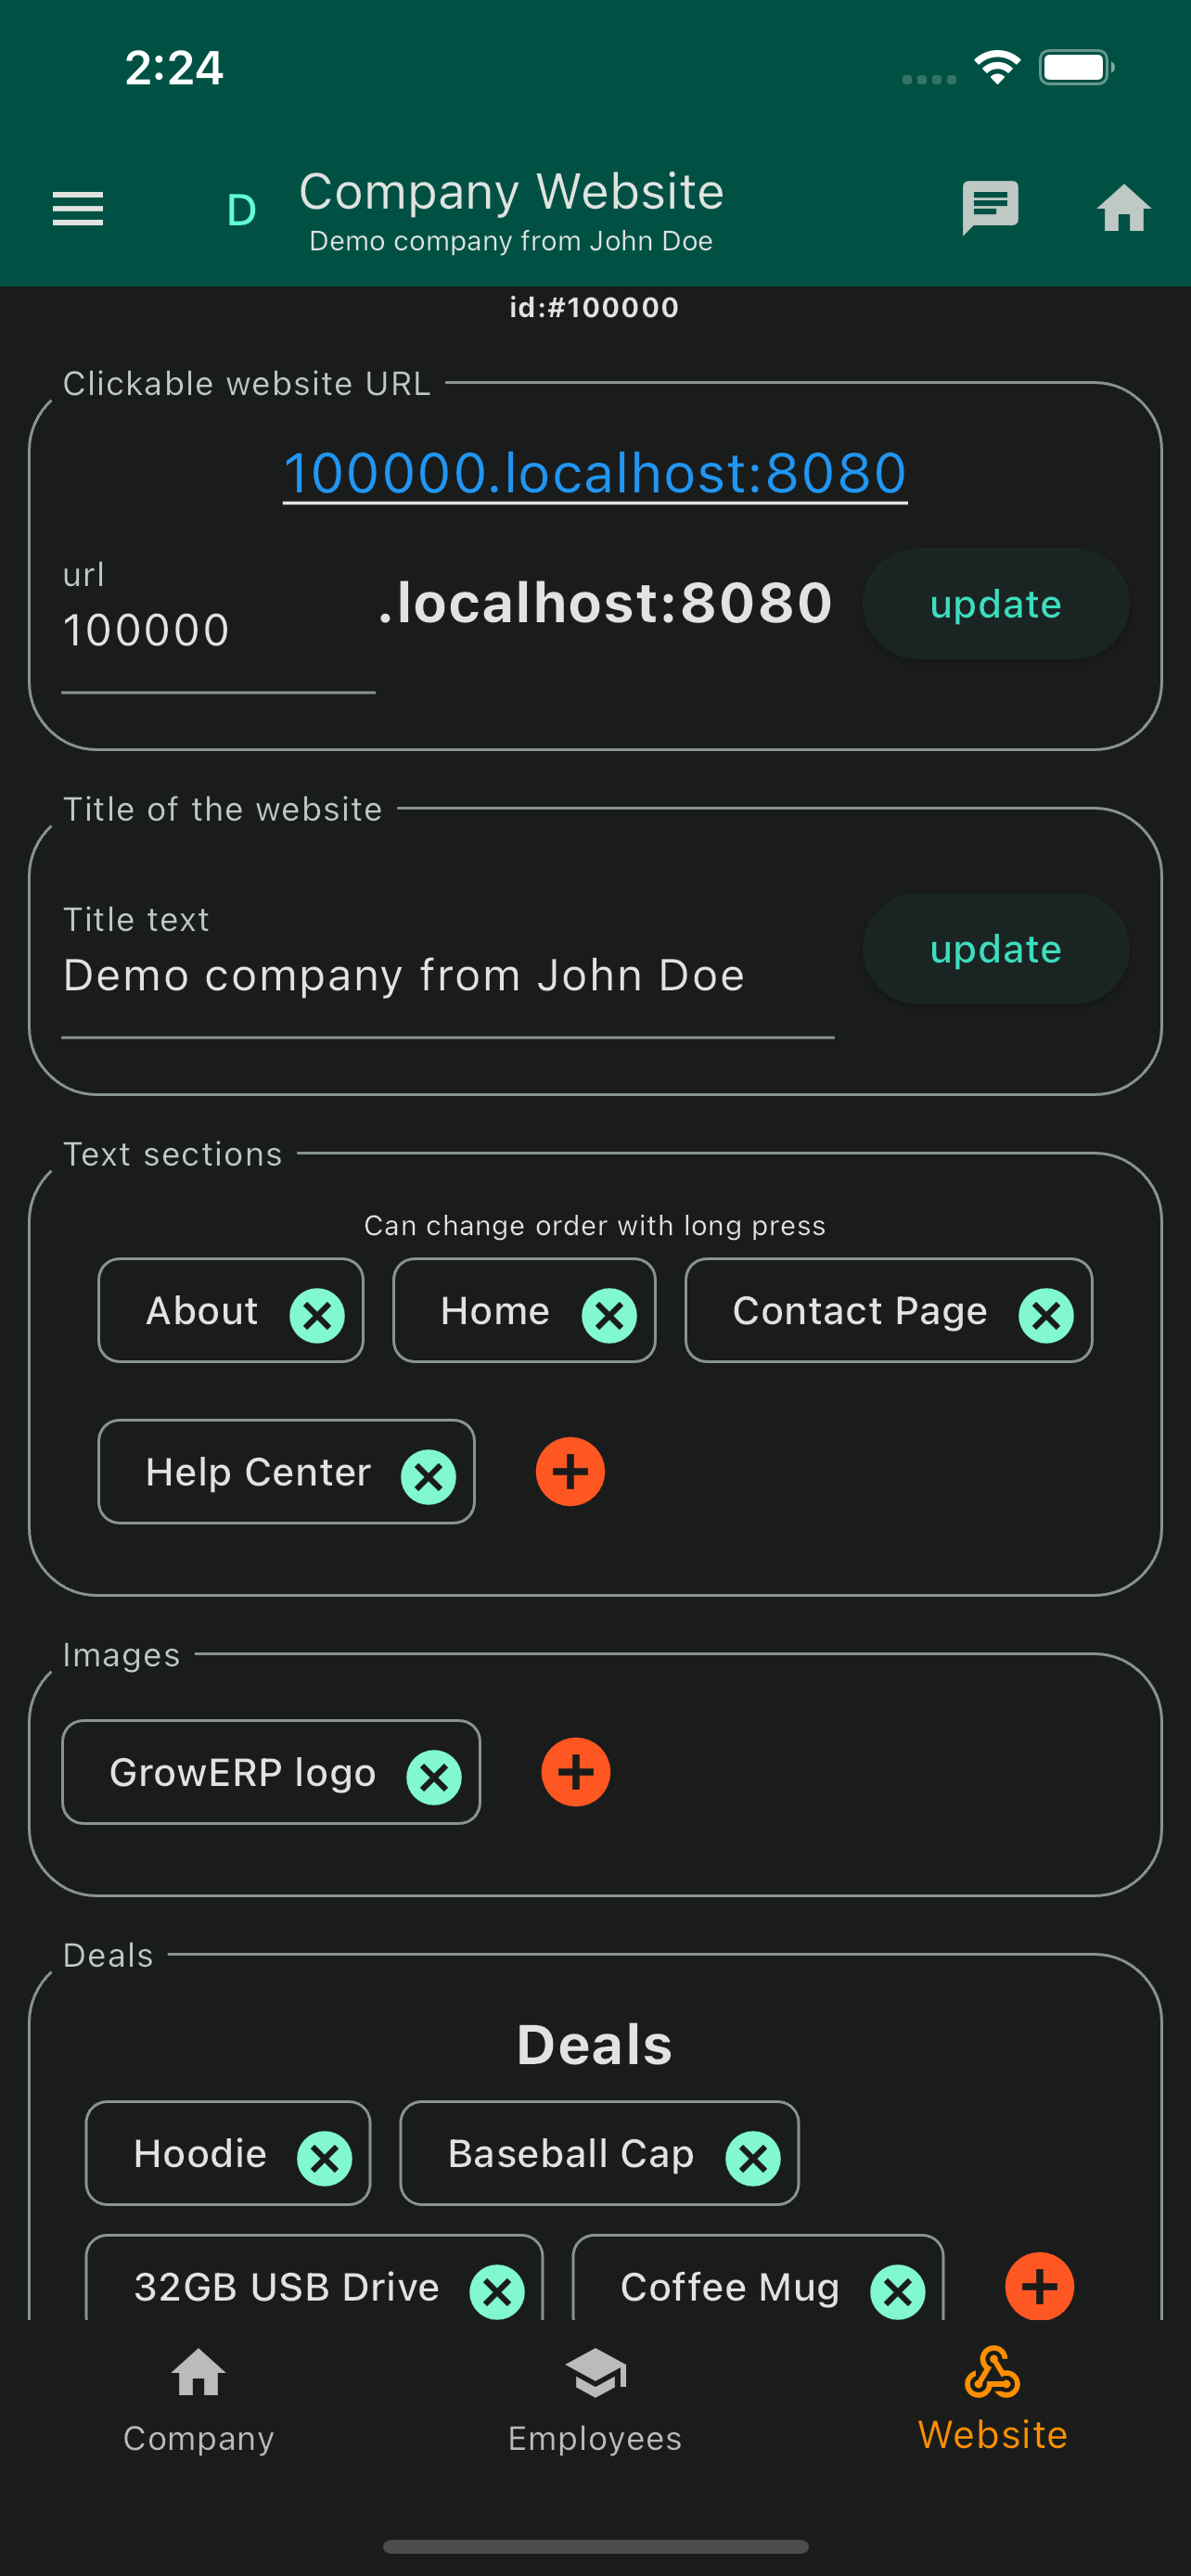 2:24
D
Company Website
Demo company from John Doe
id:#100000
Clickable website URL
100000.localhost:8080
url
100000
.localhost:8080
update
Title of the website
Title text
Demo company from John Doe
update
Text sections
Can change order with long press
About
Home
Contact Page
Help Center
Images
GrowERP logo
Deals
Deals
Hoodie
Baseball Cap
32GB USB Drive
Coffee Mug
Company
Employees
Website